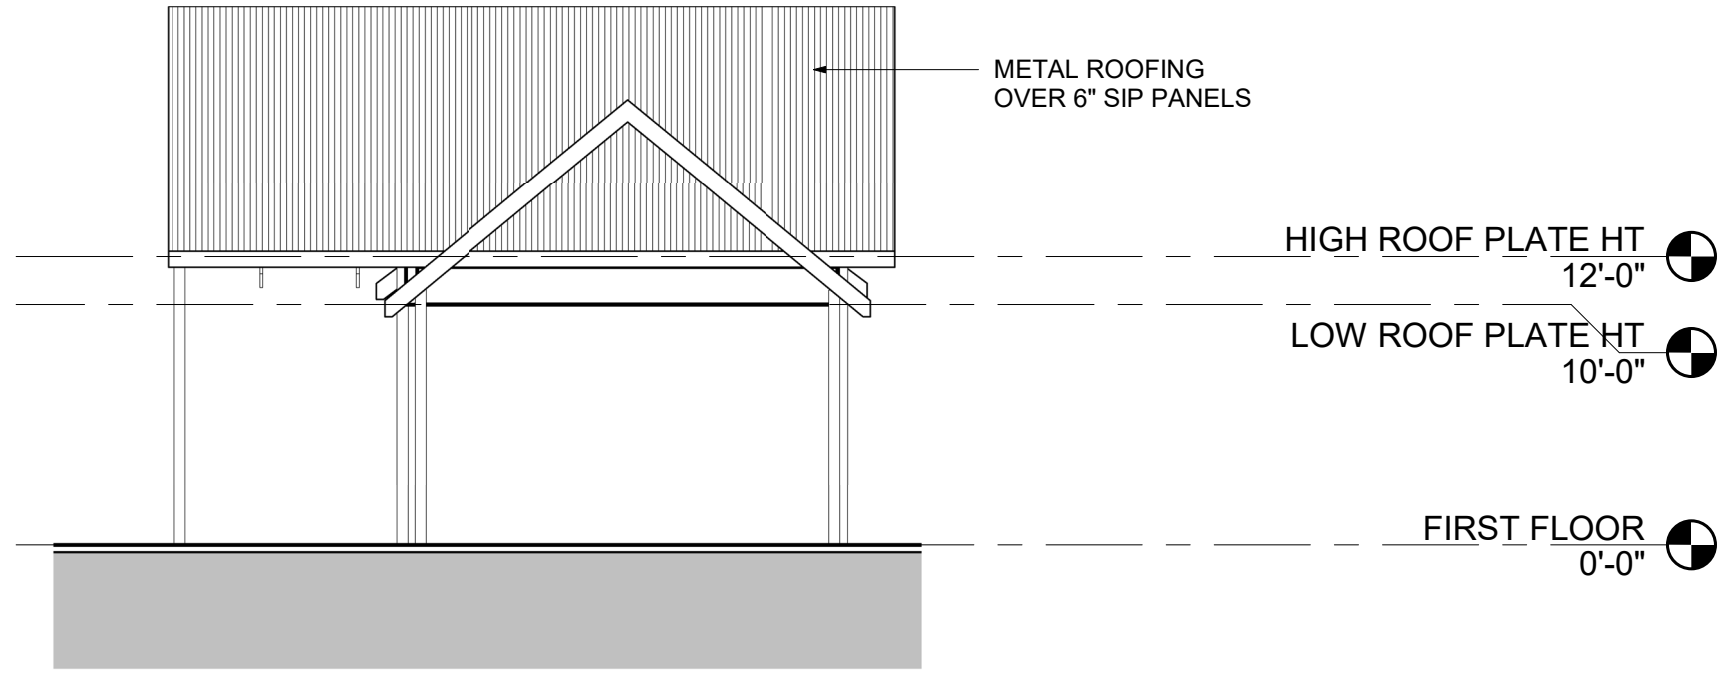 METAL ROOFING
OVER 6" SIP PANELS
HIGH ROOF PLATE HT
12'-0"
LOW ROOF PLATE HT
10'-0"
FIRST FLOOR
0'-0"